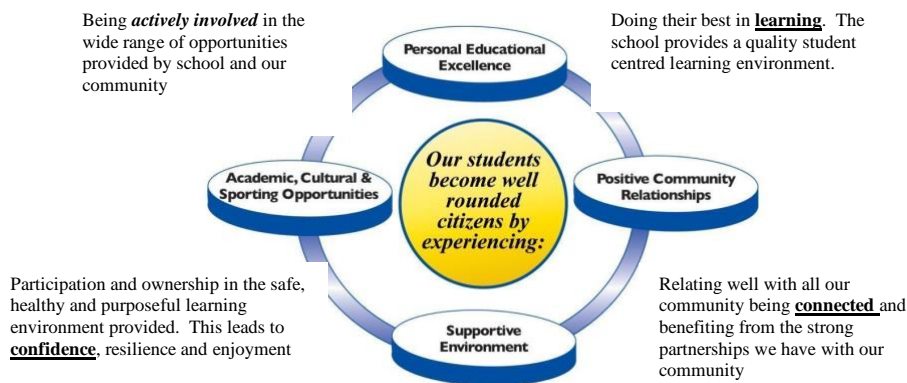 Being actively involved in the
wide range of opportunities
provided by school and our
community
Doing their best in learning.  The
school provides a quality student
centred learning environment.
Personal Educational
Excellence
Academic, Cultural &
Sporting Opportunities
Our students
become well
rounded
citizens by
experiencing:
Positive Community
Relationships
Participation and ownership in the safe,
healthy and purposeful learning
environment provided.  This leads to
confidence, resilience and enjoyment
Supportive
Environment
Relating well with all our
community being connected and
benefiting from the strong
partnerships we have with our
community